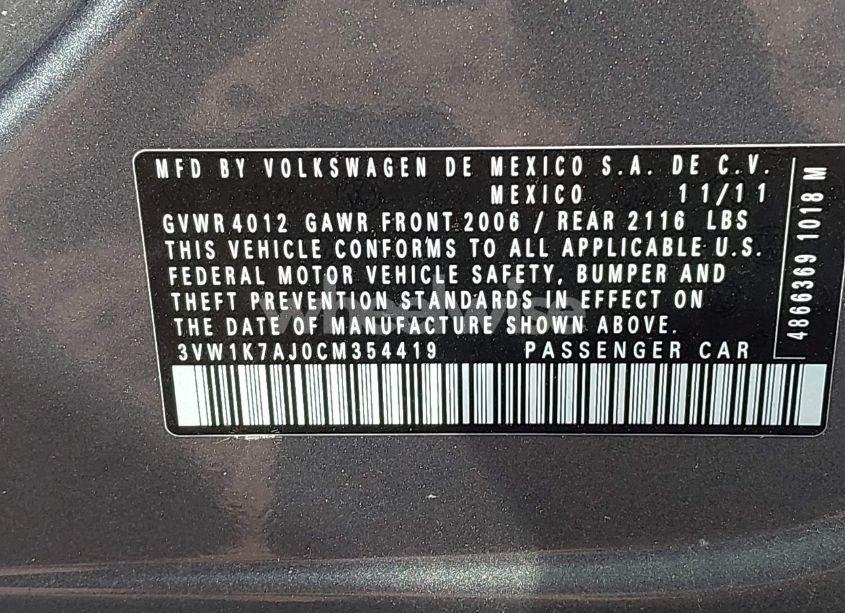 MFD BY VOLKSWAGEN DE MEXICO S.A. DE C.V.
MEXICO 11/11
GVWR 4012 GAWR FRONT 2006 / REAR 2116 LBS
THIS VEHICLE CONFORMS TO ALL APPLICABLE U.S.
FEDERAL MOTOR VEHICLE SAFETY, BUMPER AND
THEFT PREVENTION STANDARDS IN EFFECT ON
THE DATE OF MANUFACTURE SHOWN ABOVE.
3VW1K7AJ0CM354419 PASSENGER CAR
4866369 1018 M
wheelwise